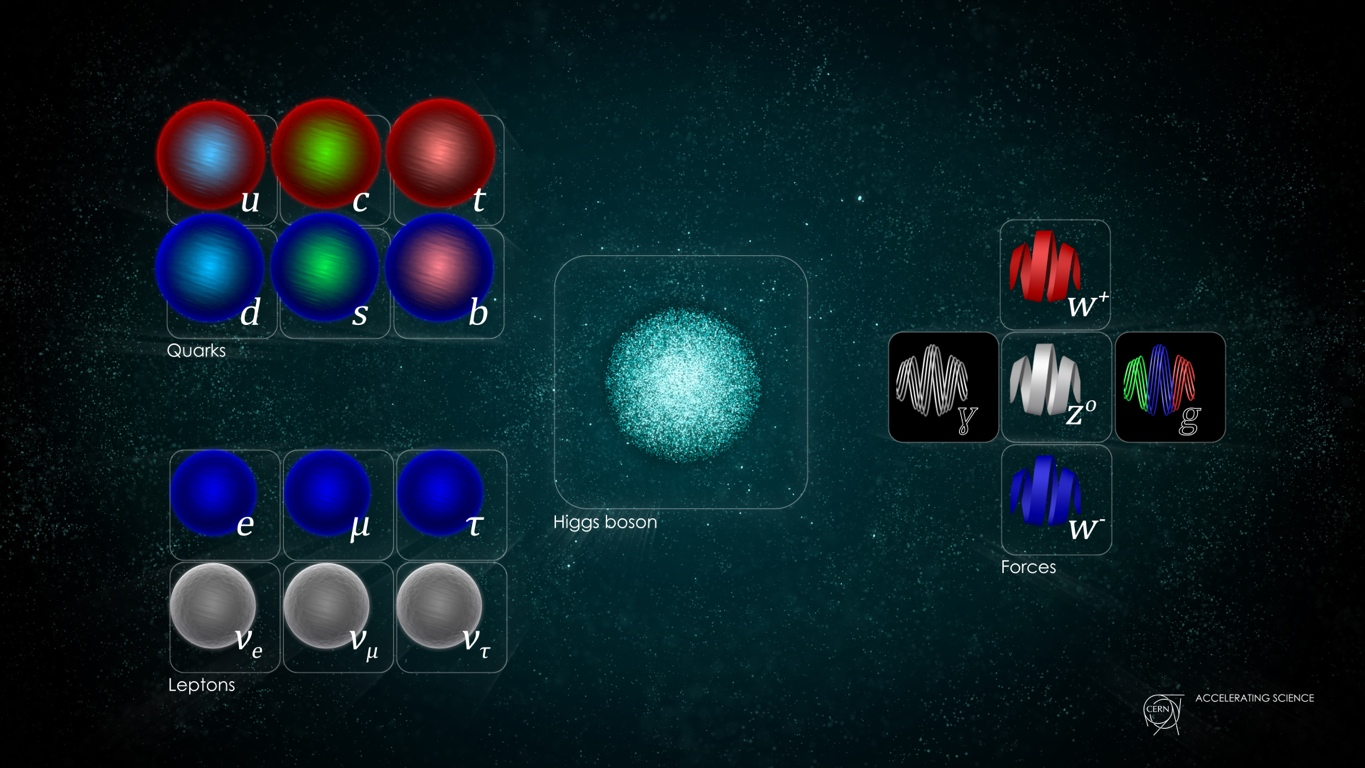 u c t
d s b
Quarks
e μ τ
νe νμ ντ
Leptons
Higgs boson
W+
γ Z0 g
W-
Forces
CERN
ACCELERATING SCIENCE